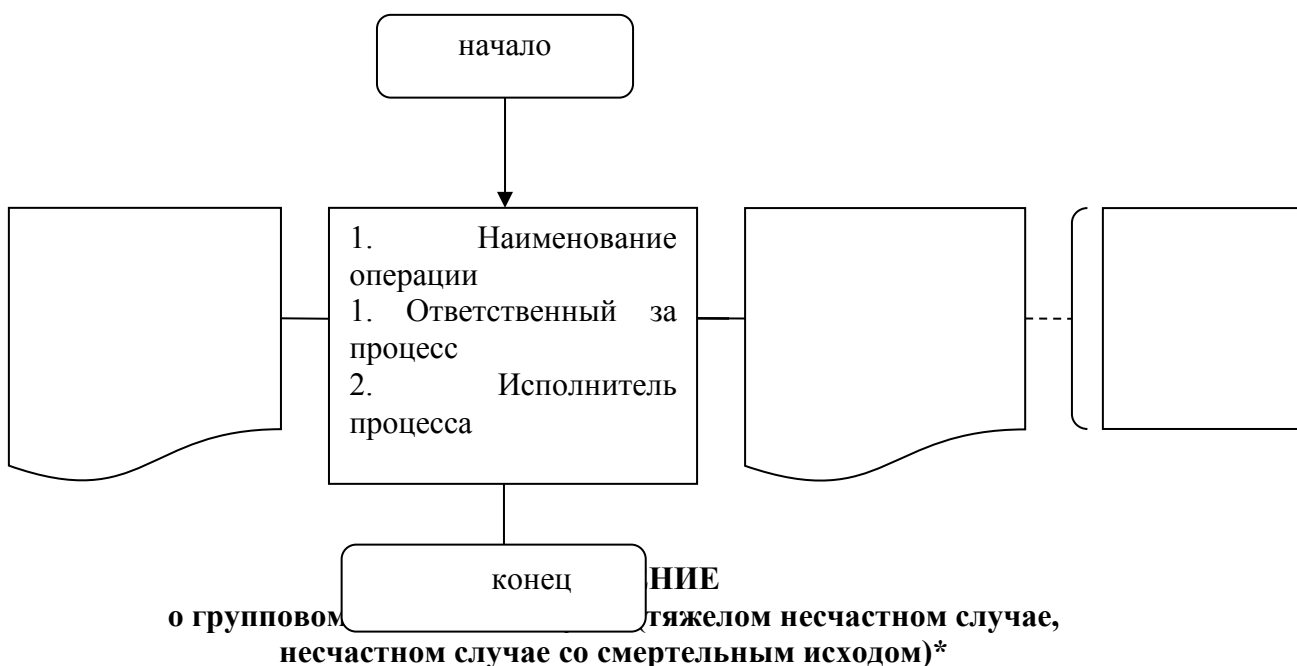 начало
1. Наименование
операции
1. Ответственный за
процесс
2. Исполнитель
процесса
конец
НИЕ
о групповом (тяжелом несчастном случае,
несчастном случае со смертельным исходом)*